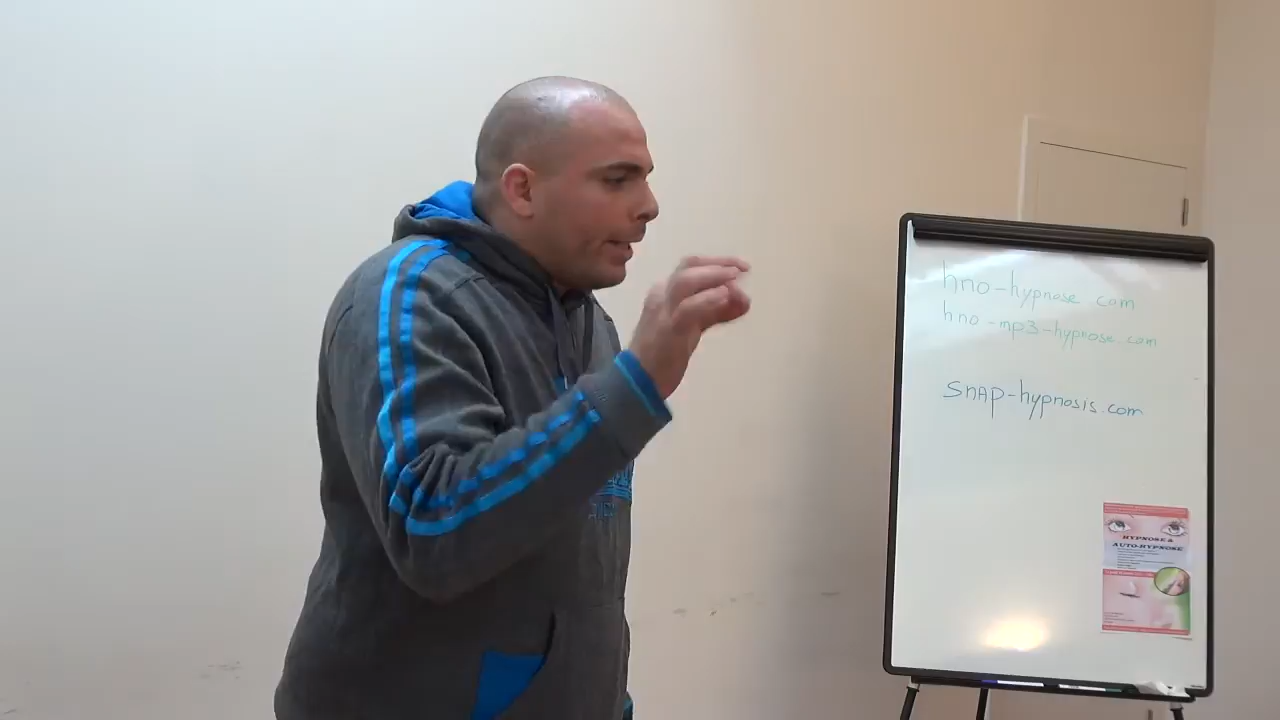 hno-hypnose.com
hno-mp3-hypnose.com
SNAP-hypnosis.com
HYPNOSE &
AUTO-HYPNOSE